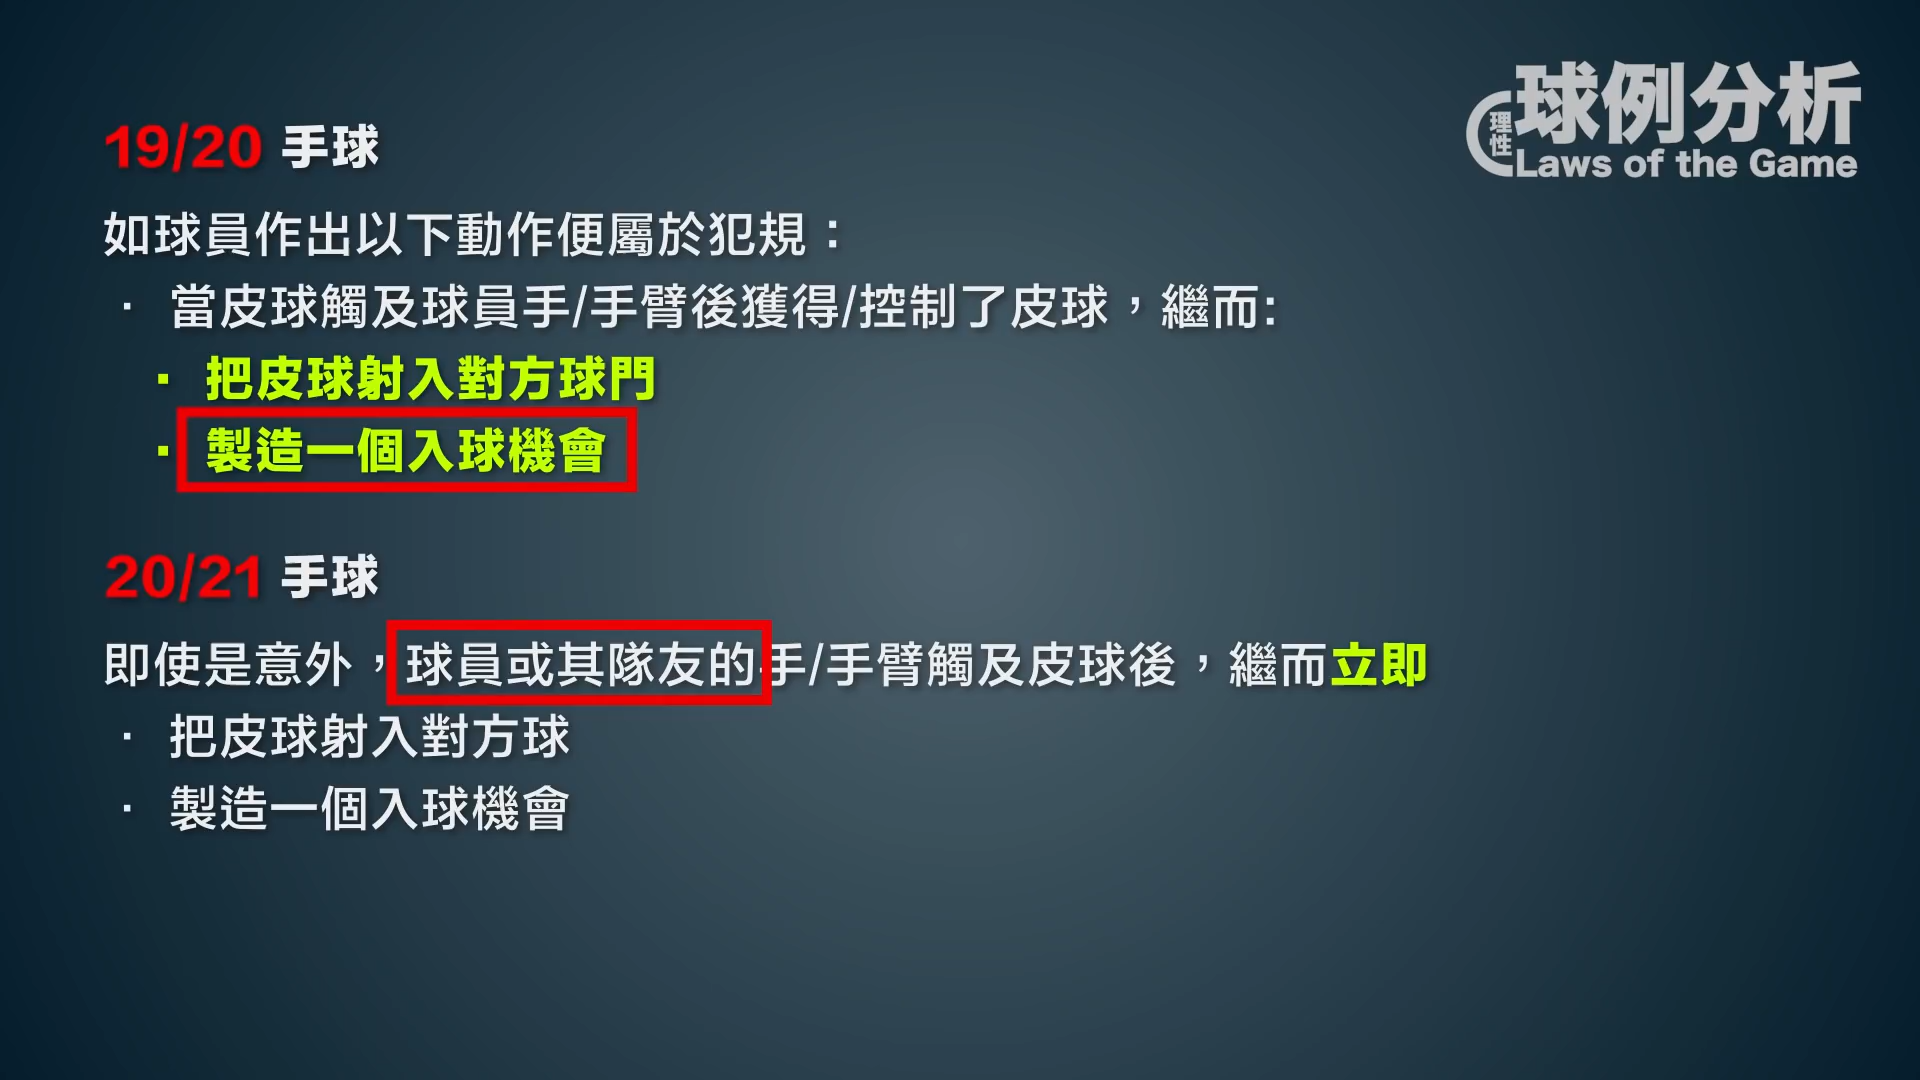 理性
球例分析
Laws of the Game
19/20 手球
如球員作出以下動作便屬於犯規：
· 當皮球觸及球員手/手臂後獲得/控制了皮球，繼而:
· 把皮球射入對方球門
· 製造一個入球機會
20/21 手球
即使是意外，球員或其隊友的手/手臂觸及皮球後，繼而立即
· 把皮球射入對方球
· 製造一個入球機會